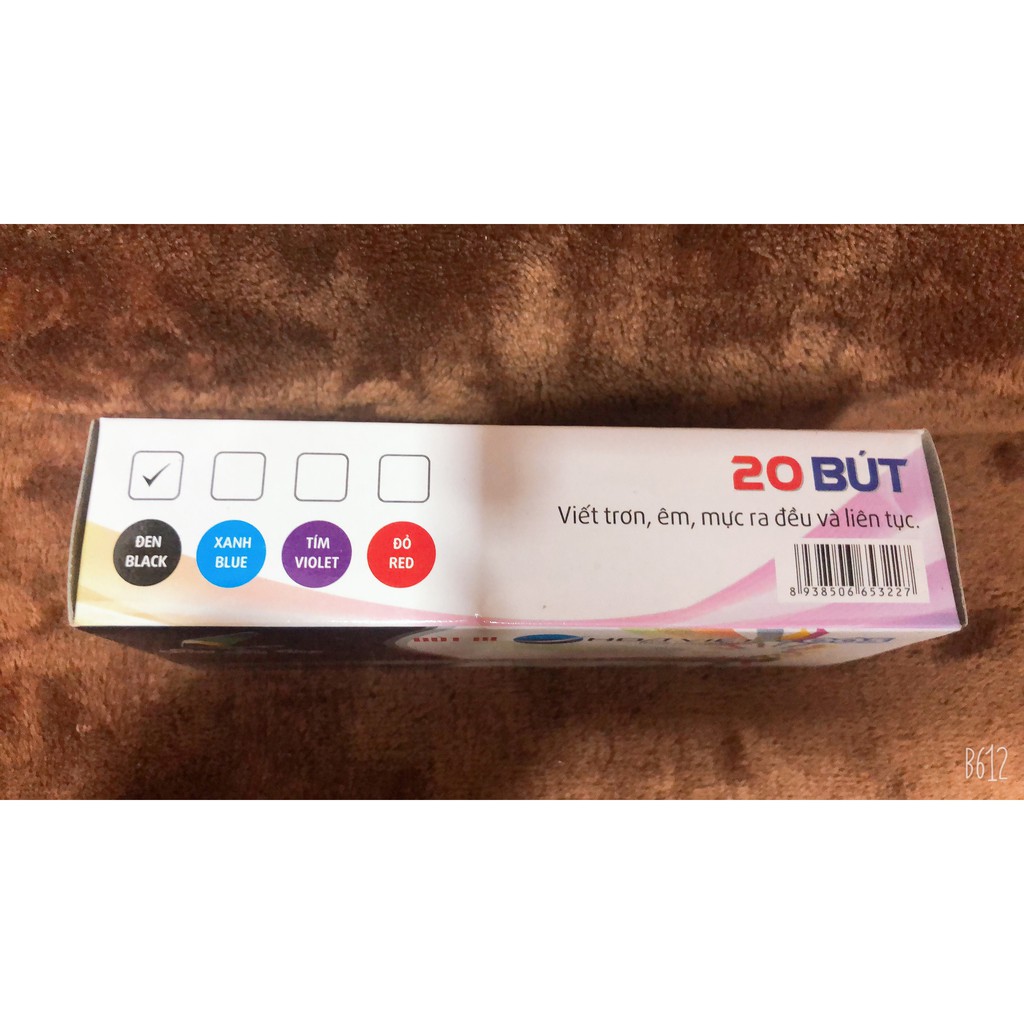 20 BÚT
Viết trơn, êm, mực ra đều và liên tục.
ĐEN
BLACK
XANH
BLUE
TÍM
VIOLET
ĐỎ
RED
8 938506 653227
B612